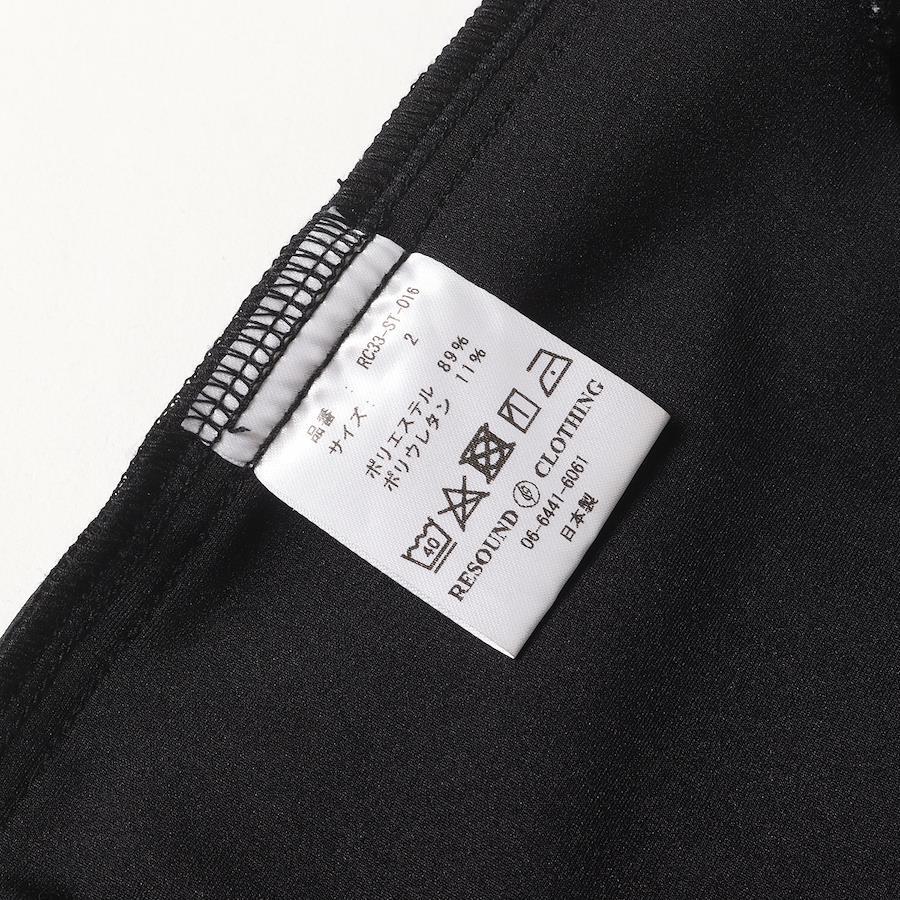 品番: RC33-ST-016
サイズ: 2
ポリエステル 89%
ポリウレタン 11%
40
RESOUND CLOTHING
06-6441-6061
日本製